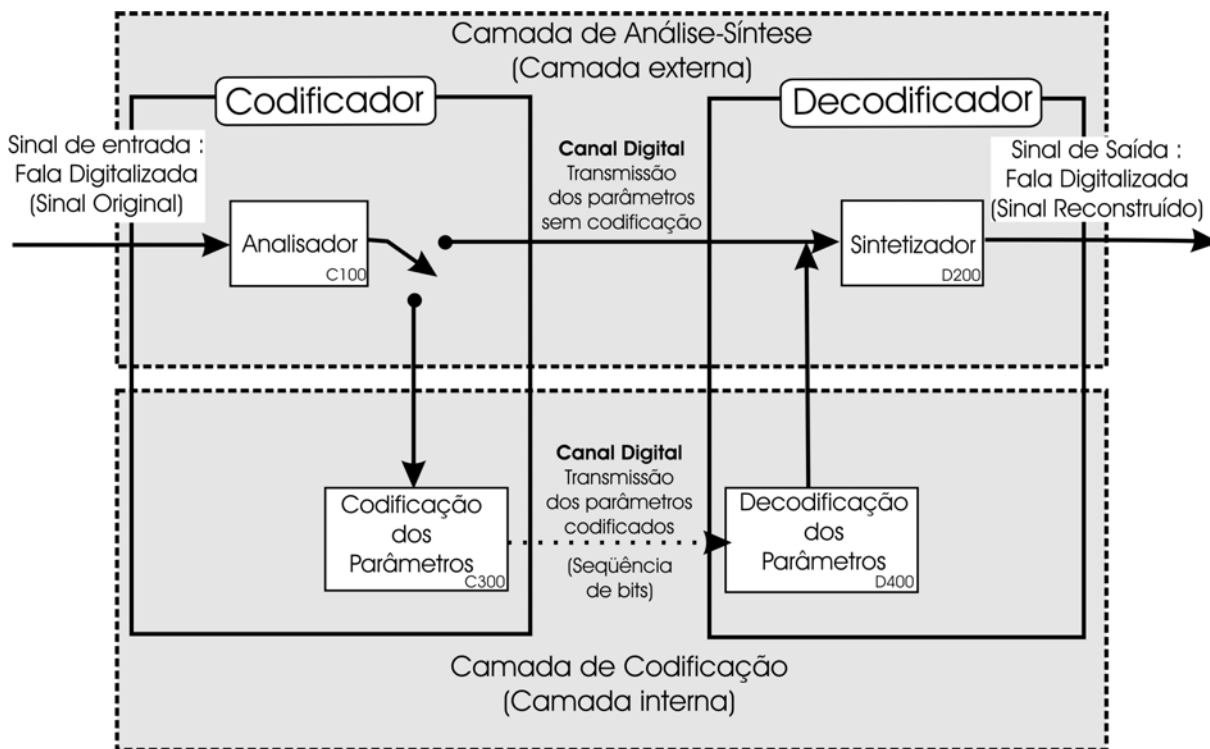 Camada de Análise-Síntese
(Camada externa)
Codificador
Decodificador
Sinal de entrada :
Fala Digitalizada
(Sinal Original)
Canal Digital
Transmissão
dos parâmetros
sem codificação
Sinal de Saída :
Fala Digitalizada
(Sinal Reconstruído)
Analisador
C100
Sintetizador
D200
Codificação
dos
Parâmetros
C300
Canal Digital
Transmissão
dos parâmetros
codificados
(Seqüência
de bits)
Decodificação
dos
Parâmetros
D400
Camada de Codificação
(Camada interna)